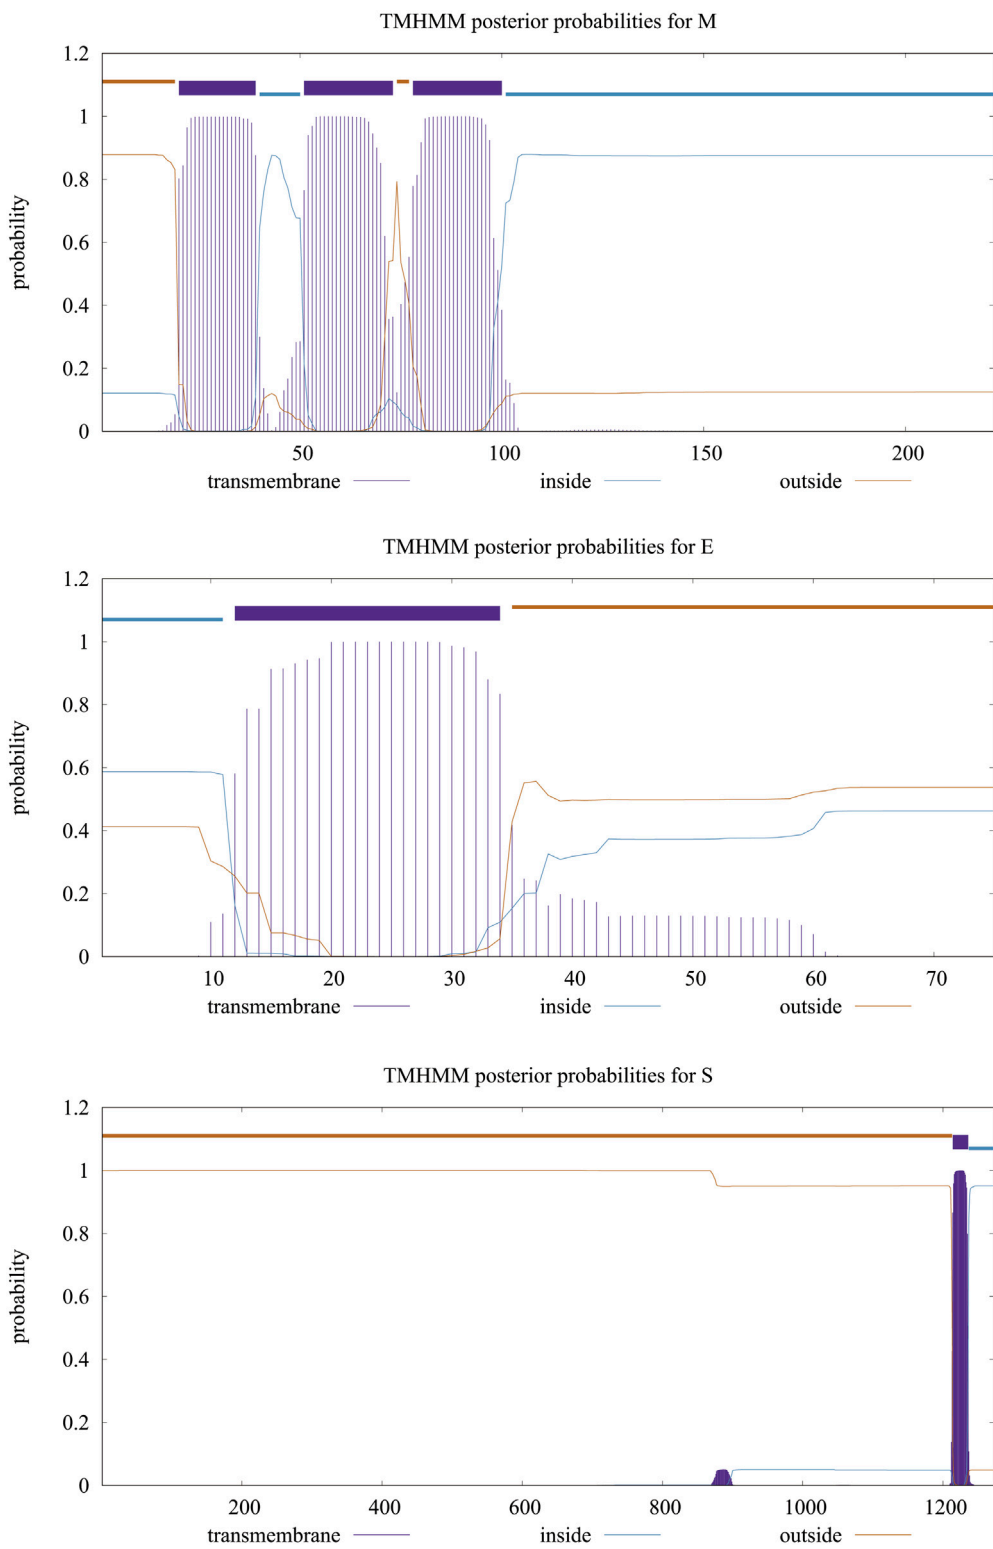 TMHMM posterior probabilities for M
1.2
1
0.8
0.6
0.4
0.2
0
probability
50 100 150 200
transmembrane inside outside
TMHMM posterior probabilities for E
1.2
1
0.8
0.6
0.4
0.2
0
probability
10 20 30 40 50 60 70
transmembrane inside outside
TMHMM posterior probabilities for S
1.2
1
0.8
0.6
0.4
0.2
0
probability
200 400 600 800 1000 1200
transmembrane inside outside